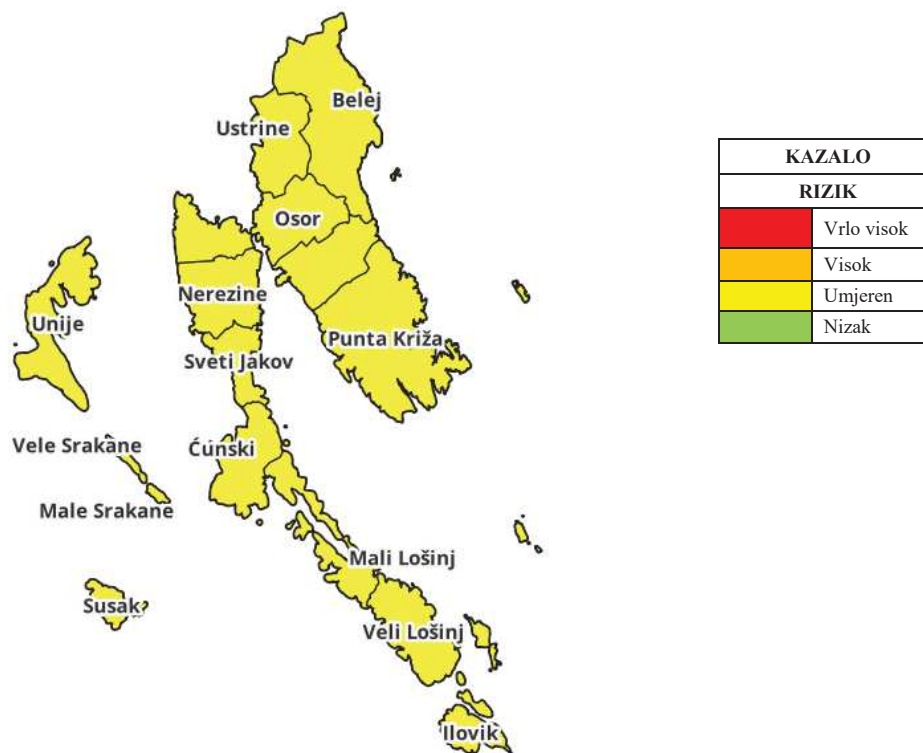 Belej
Ustrine
Osor
Nerezine
Unije
Punta Križa
Sveti Jakov
Vele Srakane
Ćunski
Male Srakane
Mali Lošinj
Susak
Veli Lošinj
Ilovik
KAZALO
RIZIK
Vrlo visok
Visok
Umjeren
Nizak